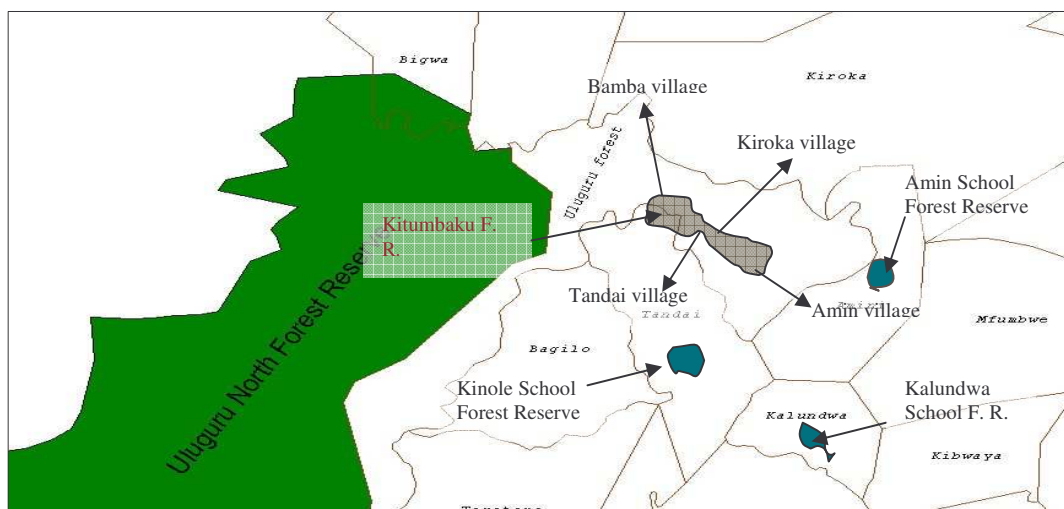 Bigwa
Kiroka
Bamba village
Uluguru forest
Kiroka village
Amin School
Forest Reserve
Kitumbaku F.
R.
Uluguru North Forest Reserve
Tandai village
Tandai
Amin village
Mfumbwe
Bagilo
Kinole School
Forest Reserve
Kalundwa
School F. R.
Kalundwa
Kibwaya